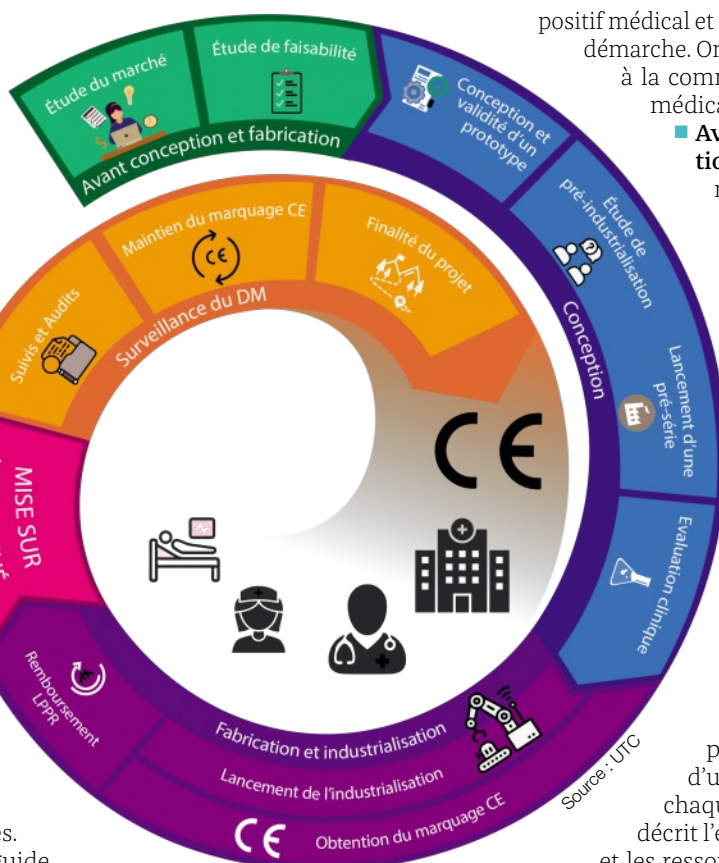 positif médical et
démarche. On
à la comm
médica
Av
tio
Étude du marché
Étude de faisabilité
Avant conception et fabrication
Conception et
validité d'un
prototype
Étude de
pré-industrialisation
Lancement d'une
pré-série
Evaluation clinique
Conception
Fabrication et industrialisation
Lancement de l'industrialisation
CE
Obtention du marquage CE
Remboursement
LPPR
MISE SUR
Suivis et Audits
Maintien du marquage CE
CE
Finalité du projet
Surveillance du DM
CE
Source : UTC
d'u
chaqu
décrit l'e
et les resso
es.
guide